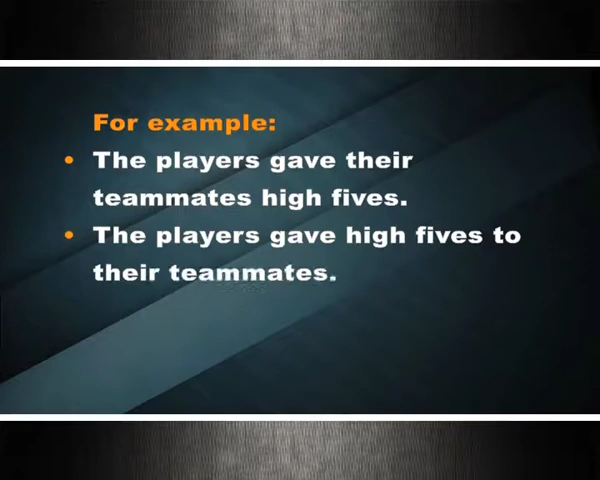 For example:
• The players gave their
teammates high fives.
• The players gave high fives to
their teammates.